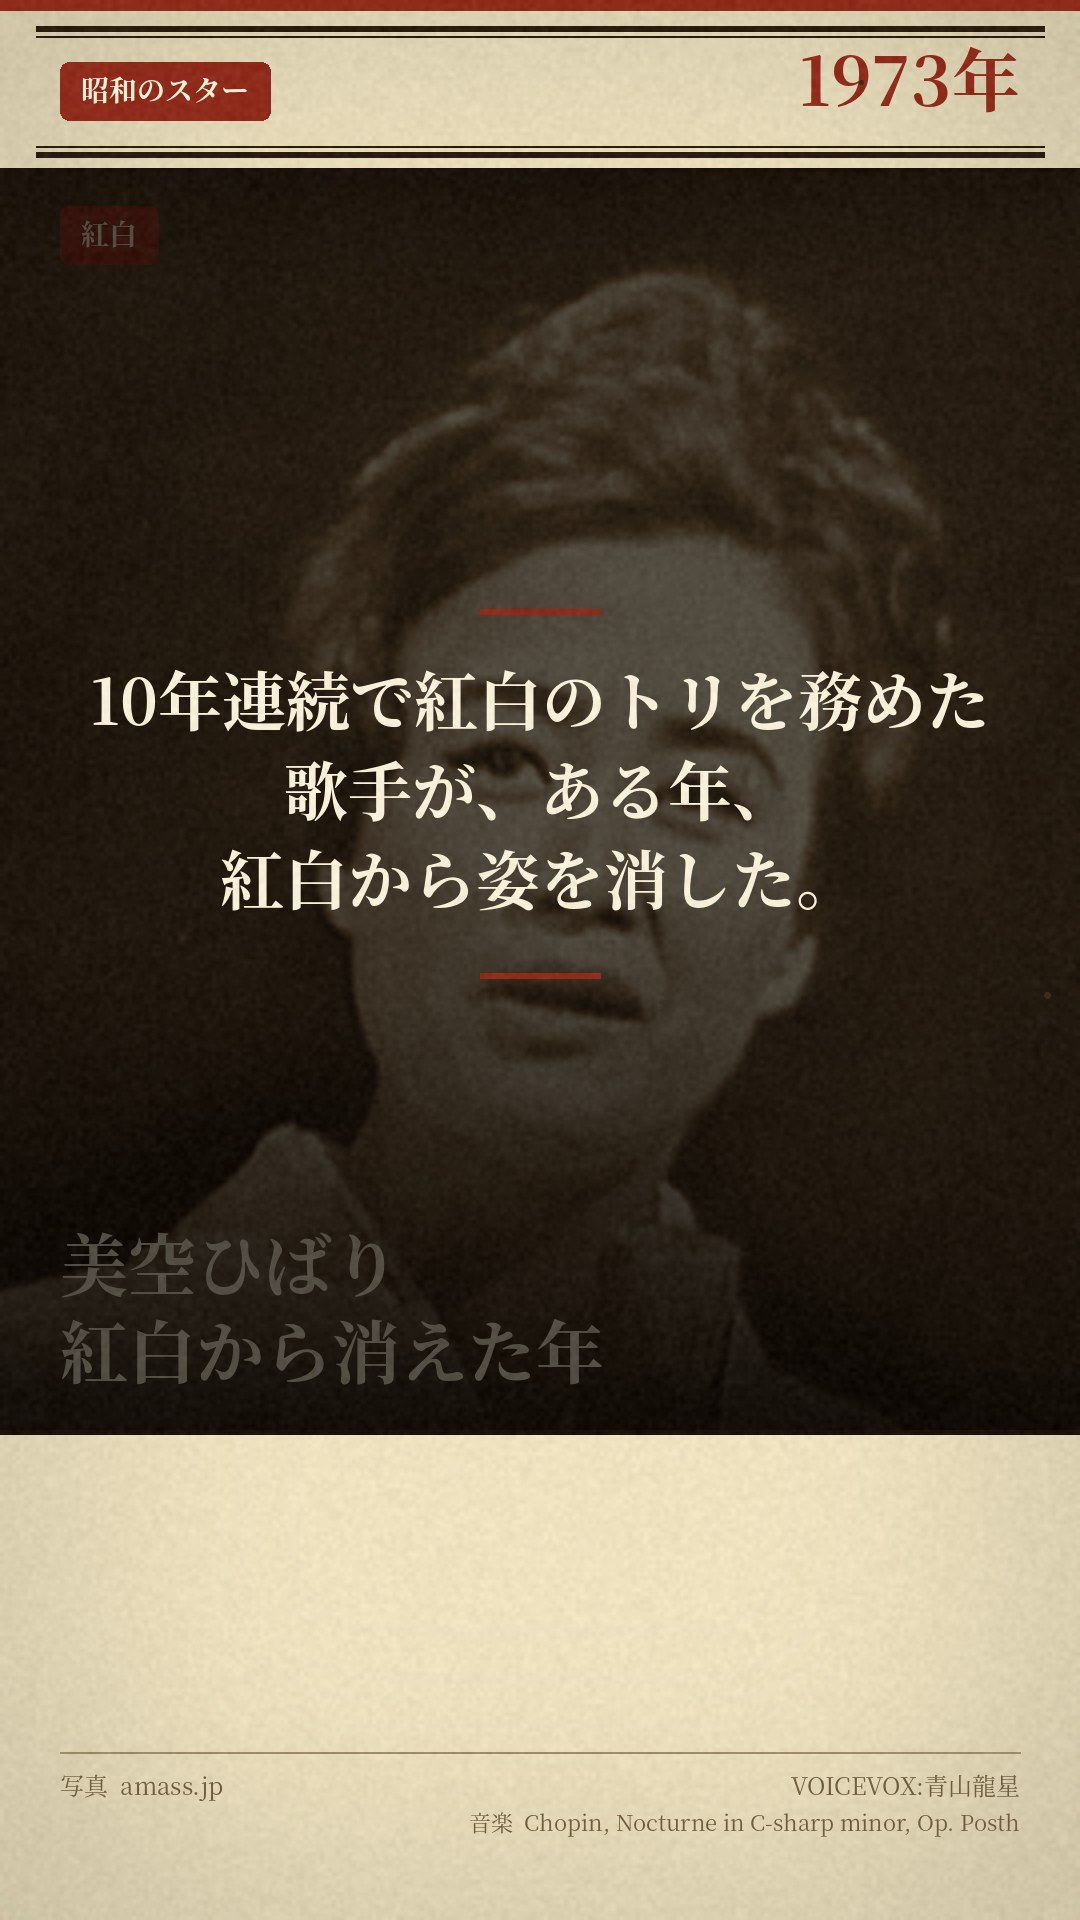 昭和のスター
1973年
紅白
10年連続で紅白のトリを務めた
歌手が、ある年、
紅白から姿を消した。
美空ひばり
紅白から消えた年
写真 amass.jp
VOICEVOX:青山龍星
音楽 Chopin, Nocturne in C-sharp minor, Op. Posth